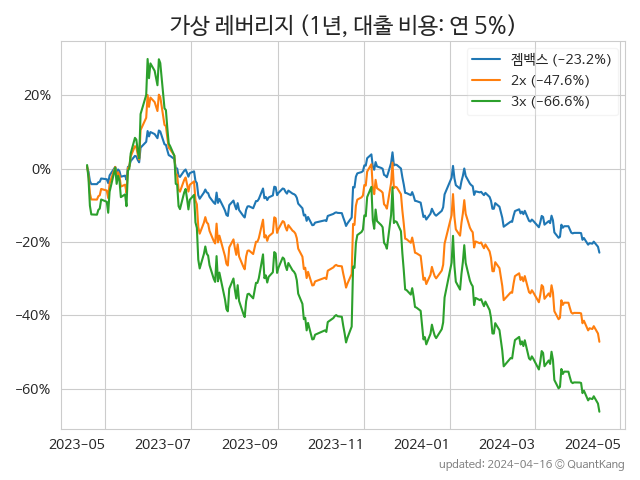 가상 레버리지 (1년, 대출 비용: 연 5%)
젬백스 (−23.2%)
2x (−47.6%)
3x (−66.6%)
20%
0%
−20%
−40%
−60%
2023-05 2023-07 2023-09 2023-11 2024-01 2024-03 2024-05
updated: 2024-04-16 © QuantKang